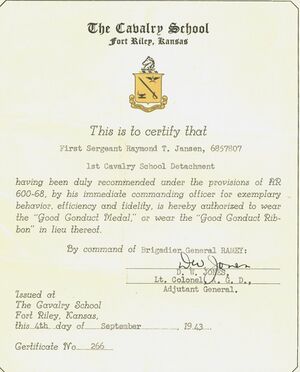 The Cavalry School
Fort Riley, Kansas
This is to certify that
First Sergeant Raymond T. Jansen, 6857807
1st Cavalry School Detachment
having been duly recommended under the provisions of AR
600-68, by his immediate commanding officer for exemplary
behavior, efficiency and fidelity, is hereby authorized to wear
the "Good Conduct Medal," or wear the "Good Conduct Rib-
bon" in lieu thereof.
By command of Brigadier General RAMEY:
DW Jones
D. W. JONES,
Lt. Colonel A. G. D.,
Adjutant General.
Issued at
The Cavalry School
Fort Riley, Kansas,
this 4th day of September, 1943.
Certificate No. 266